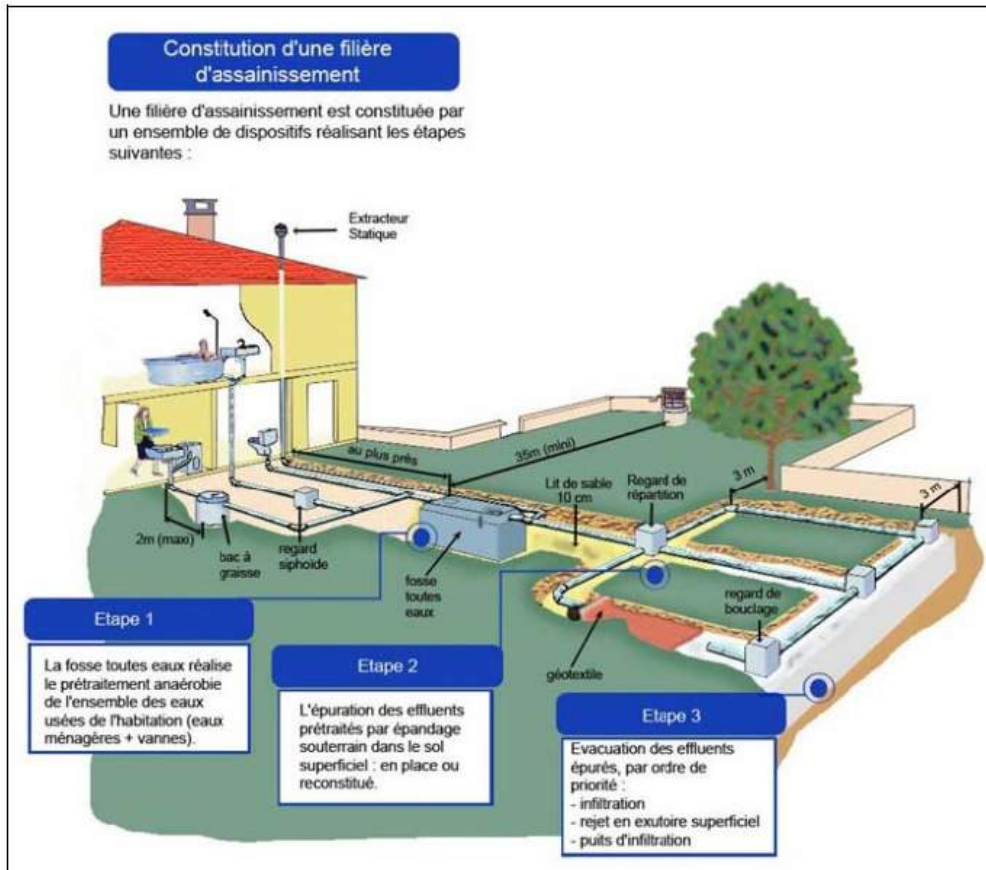 Constitution d'une filière
d'assainissement
Une filière d'assainissement est constituée par
un ensemble de dispositifs réalisant les étapes
suivantes :
Extracteur
Statique
au plus près
35m (mini)
Lit de sable
10 cm
Regard de
répartition
3 m
3 m
2m (maxi)
bac à
graisse
regard
siphoïde
fosse
toutes
eaux
regard de
bouclage
géotextile
Etape 1
La fosse toutes eaux réalise
le prétraitement anaérobie
de l'ensemble des eaux
usées de l'habitation (eaux
ménagères + vannes).
Etape 2
L'épuration des effluents
prétraités par épandage
souterrain dans le sol
superficiel : en place ou
reconstitué.
Etape 3
Evacuation des effluents
épurés, par ordre de
priorité :
- infiltration
- rejet en exutoire superficiel
- puits d'infiltration